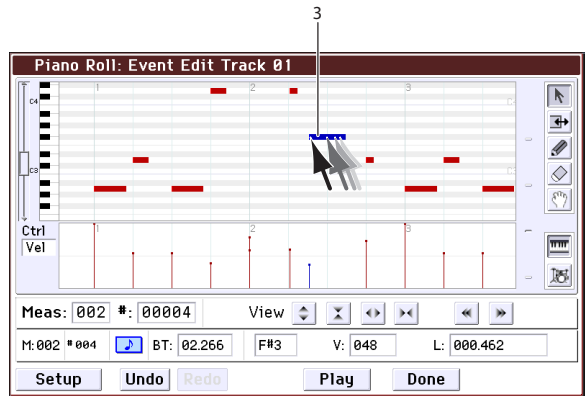 3
Piano Roll: Event Edit Track 01
1 2 3
C4
C3
Ctrl
Vel
1 2 3
Meas: 002 #: 00004 View
M:002 #004 BT: 02.266 F#3 V: 048 L: 000.462
Setup Undo Redo Play Done